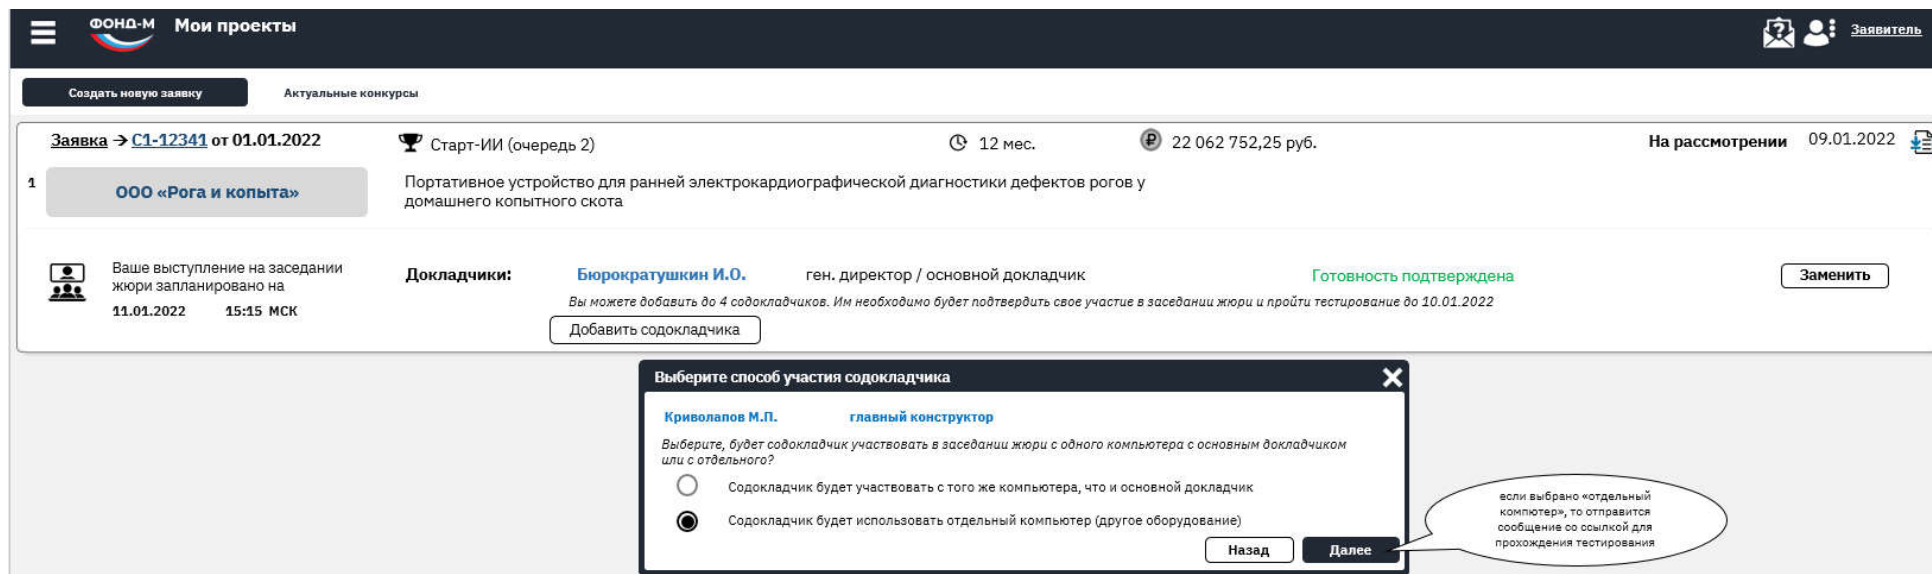 ФОНД-М Мои проекты Заявитель
Создать новую заявку Актуальные конкурсы
Заявка → С1-12341 от 01.01.2022 Старт-ИИ (очередь 2) 12 мес. 22 062 752,25 руб. На рассмотрении 09.01.2022
1 ООО «Рога и копыта» Портативное устройство для ранней электрокардиографической диагностики дефектов рогов у
домашнего копытного скота
Ваше выступление на заседании
жюри запланировано на
11.01.2022 15:15 МСК
Докладчики: Бюрократушкин И.О. ген. директор / основной докладчик Готовность подтверждена Заменить
Вы можете добавить до 4 содокладчиков. Им необходимо будет подтвердить свое участие в заседании жюри и пройти тестирование до 10.01.2022
Добавить содокладчика
Выберите способ участия содокладчика
Криволапов М.П. главный конструктор
Выберите, будет содокладчик участвовать в заседании жюри с одного компьютера с основным докладчиком
или с отдельного?
Содокладчик будет участвовать с того же компьютера, что и основной докладчик
Содокладчик будет использовать отдельный компьютер (другое оборудование)
Назад Далее
если выбрано «отдельный
компютер», то отправится
сообщение со ссылкой для
прохождения тестирования